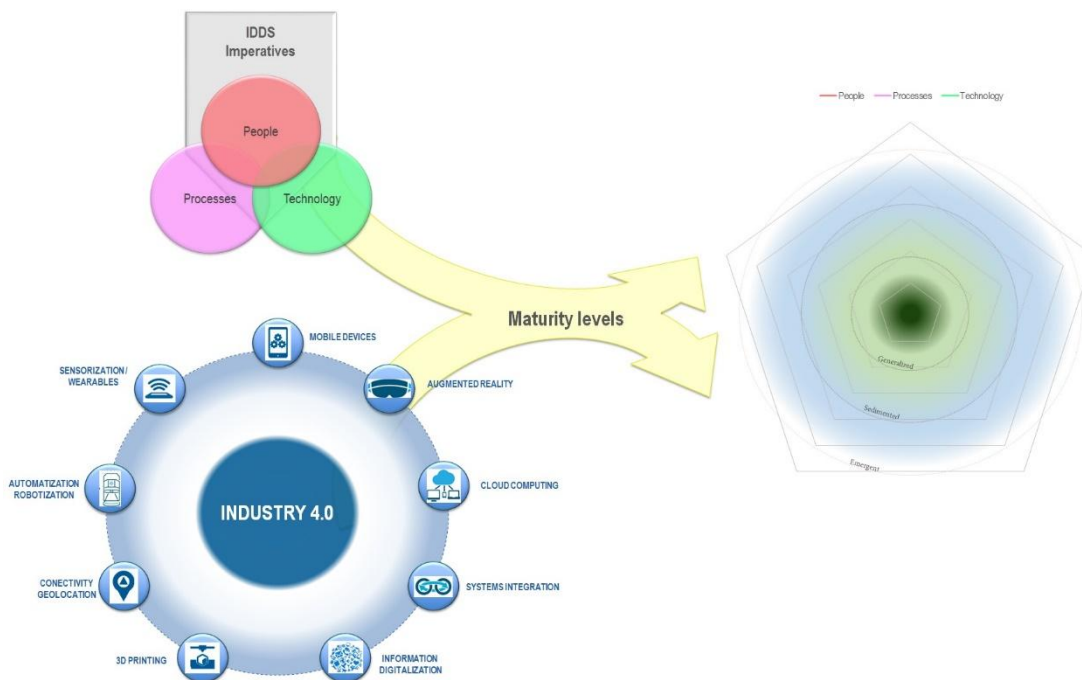 IDDS
Imperatives
People
Processes
Technology
People
Processes
Technology
Maturity levels
Generalized
Sedimented
Emergent
MOBILE DEVICES
SENSORIZATION /
WEARABLES
AUGMENTED REALITY
AUTOMATIZATION
ROBOTIZATION
CLOUD COMPUTING
INDUSTRY 4.0
CONECTIVITY
GEOLOCATION
SYSTEMS INTEGRATION
3D PRINTING
INFORMATION
DIGITALIZATION